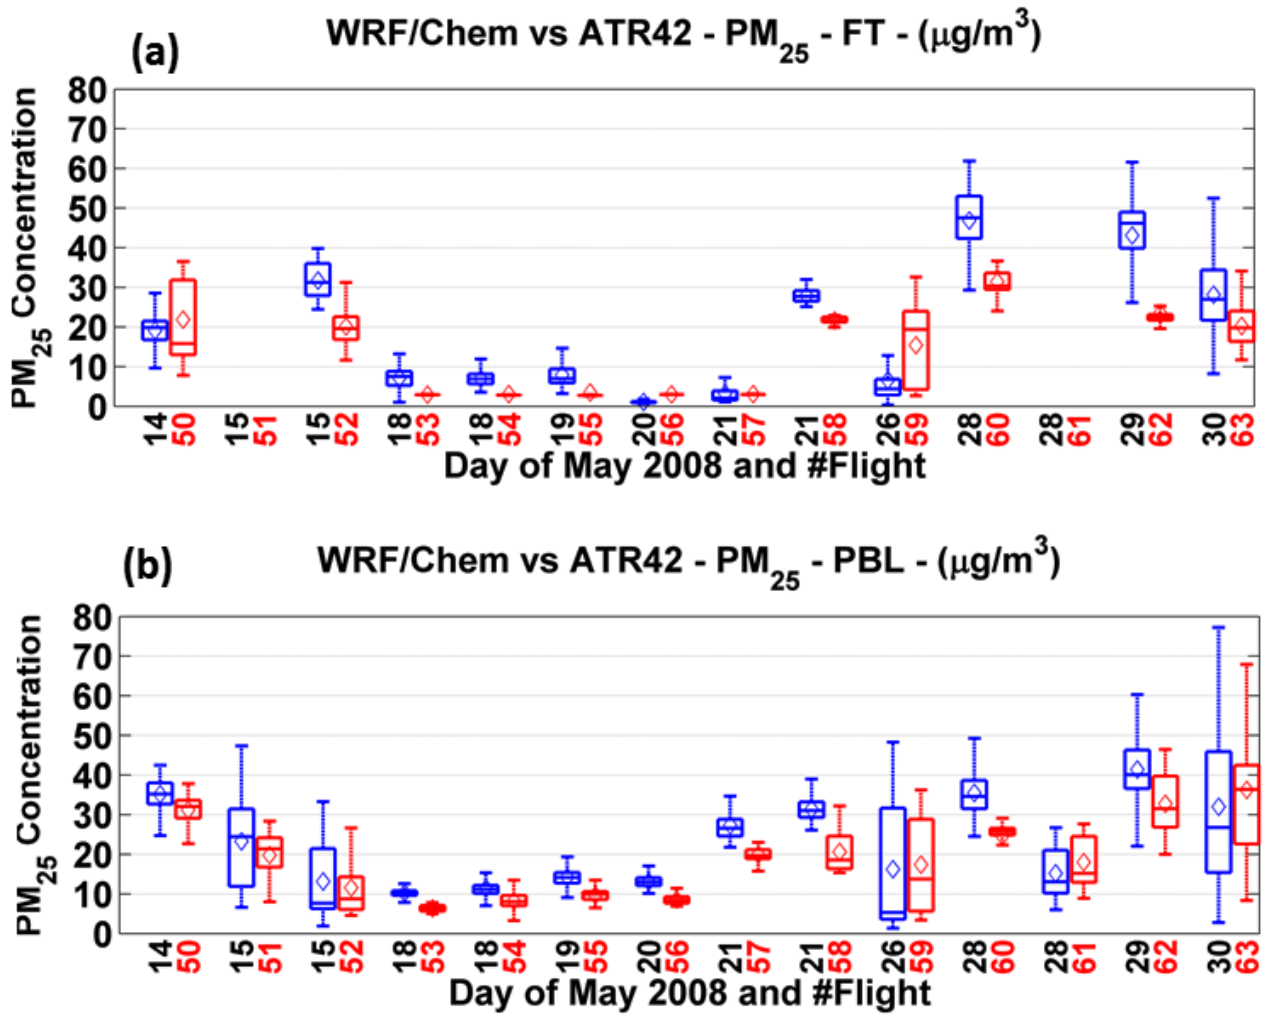 (a)
WRF/Chem vs ATR42 - PM25 - FT - (μg/m3)
PM25 Concentration
80
70
60
50
40
30
20
10
0
14 15 15 18 18 19 20 21 21 26 28 28 29 30
50 51 52 53 54 55 56 57 58 59 60 61 62 63
Day of May 2008 and #Flight
(b)
WRF/Chem vs ATR42 - PM25 - PBL - (μg/m3)
PM25 Concentration
80
70
60
50
40
30
20
10
0
14 15 15 18 18 19 20 21 21 26 28 28 29 30
50 51 52 53 54 55 56 57 58 59 60 61 62 63
Day of May 2008 and #Flight